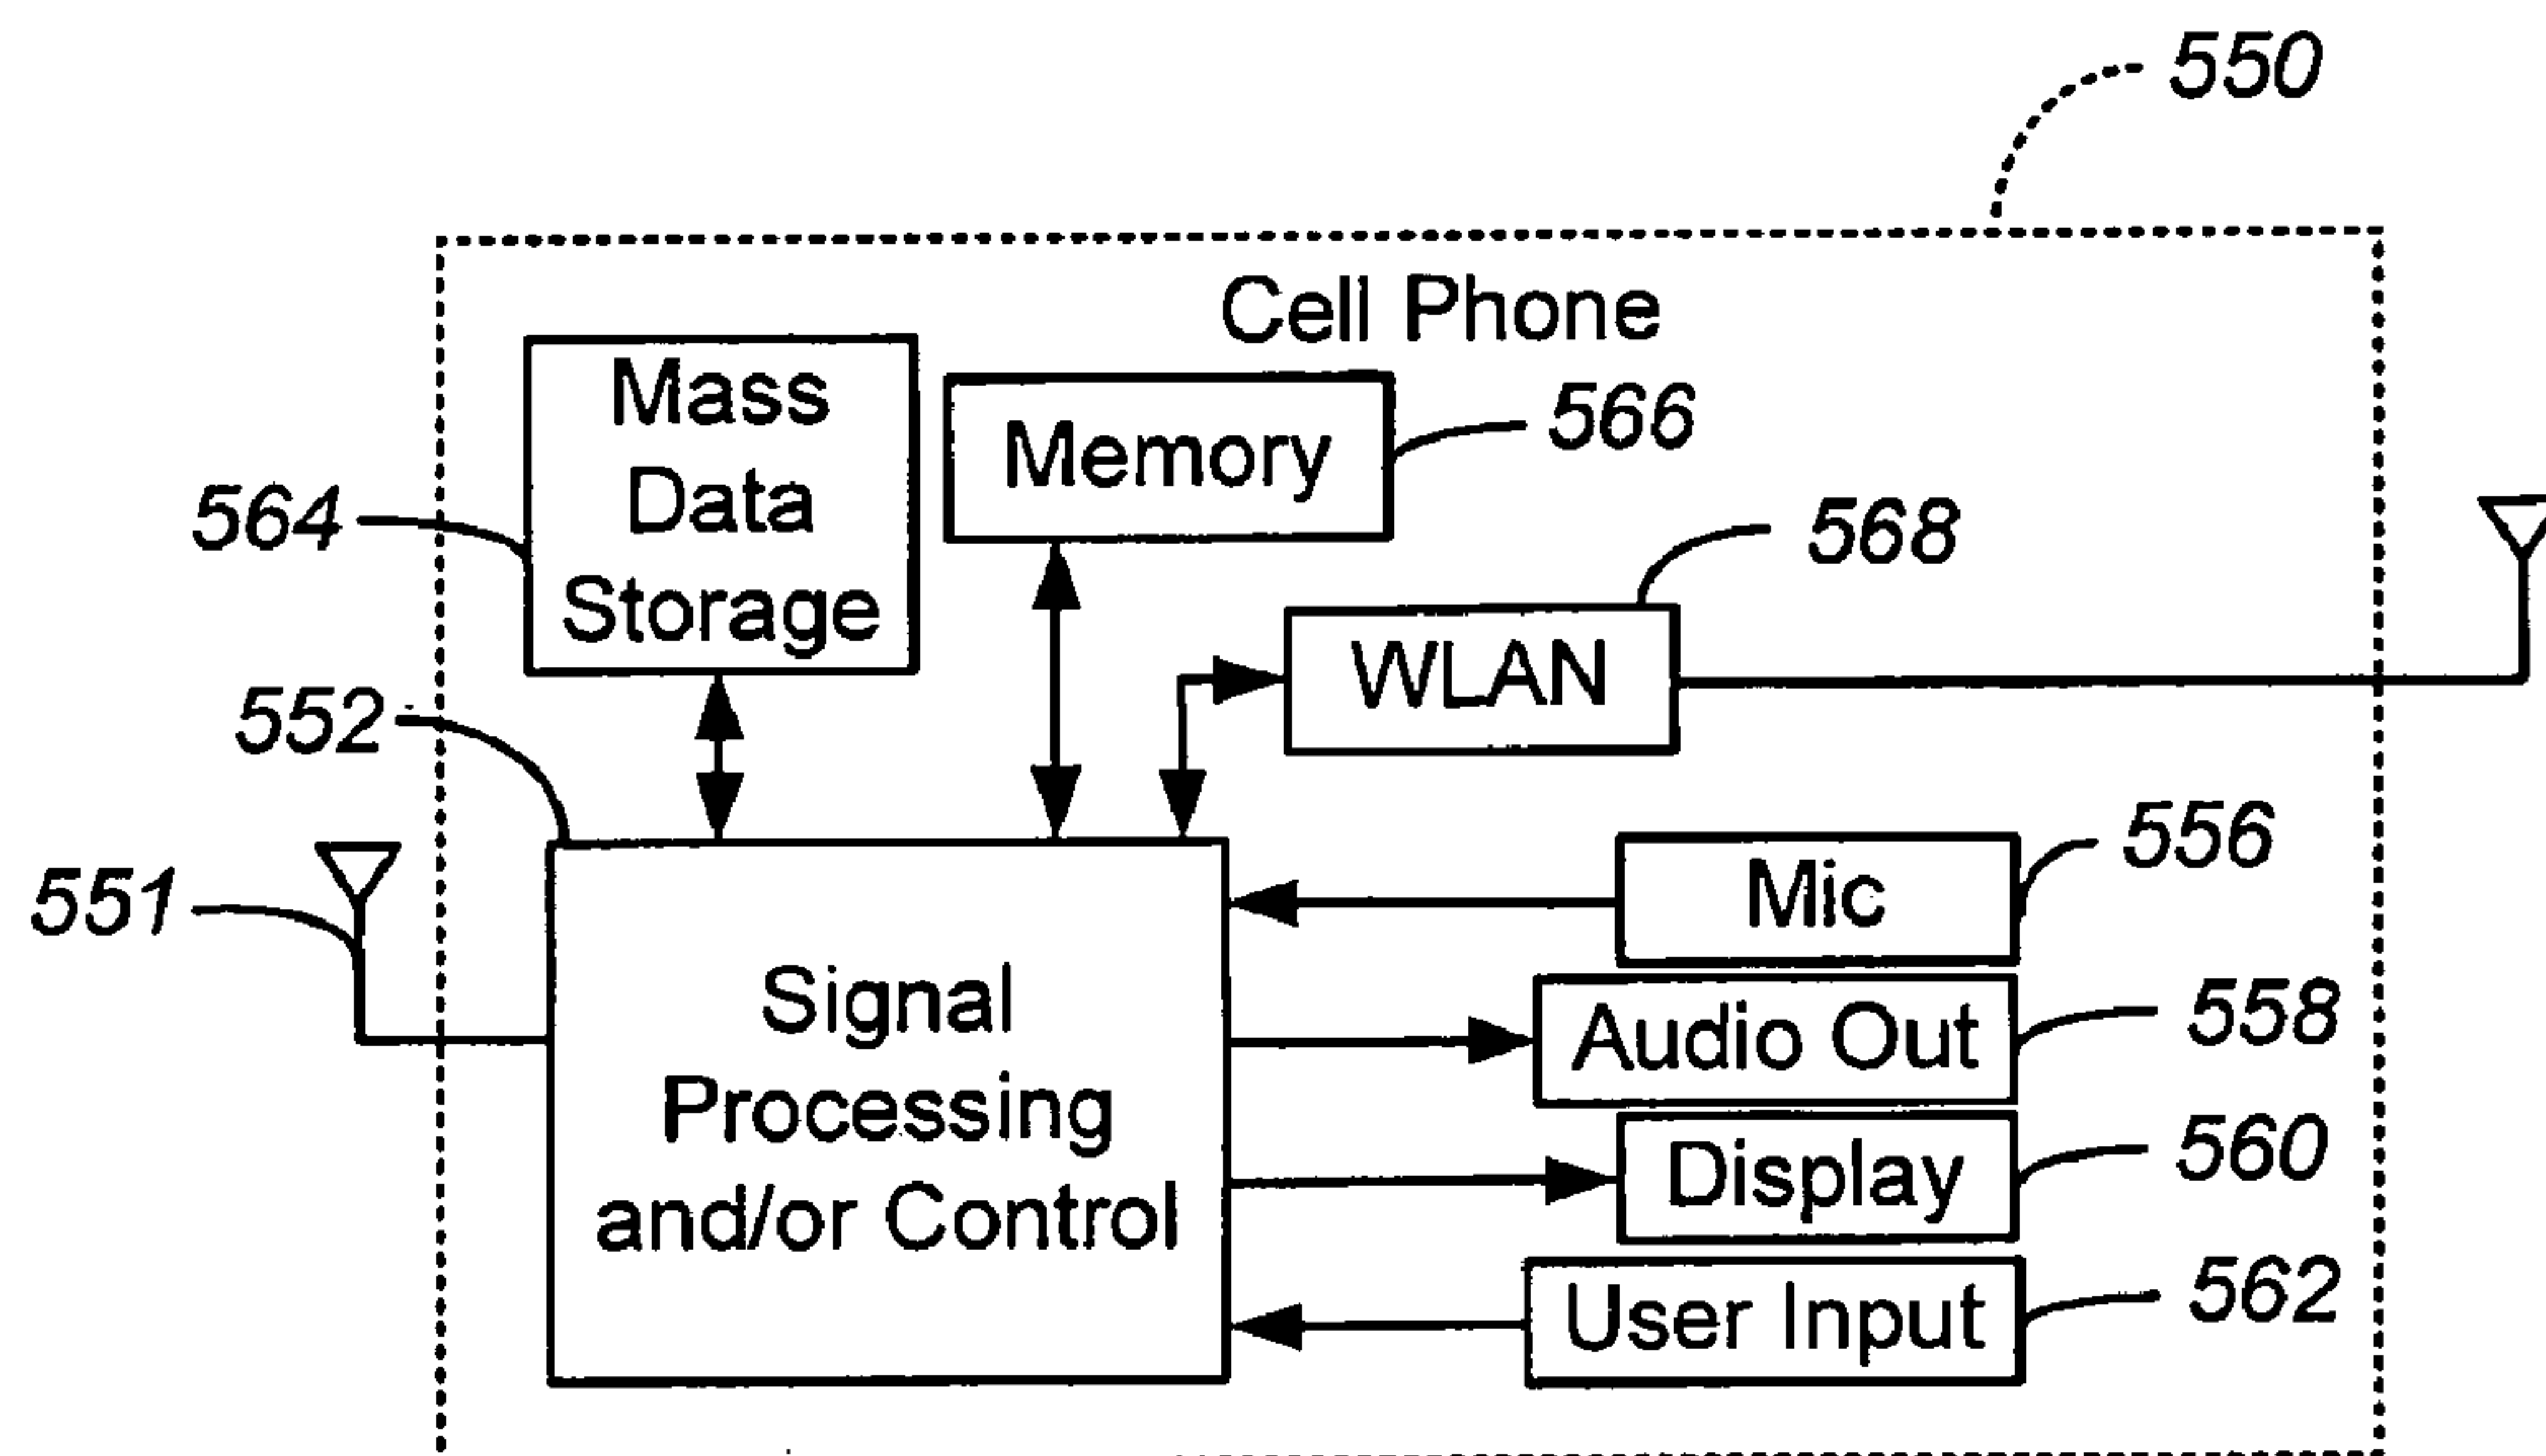 550
Cell Phone
Mass
Data
Storage
564
Memory
566
568
WLAN
552
551
Signal
Processing
and/or Control
Mic
556
Audio Out
558
Display
560
User Input
562